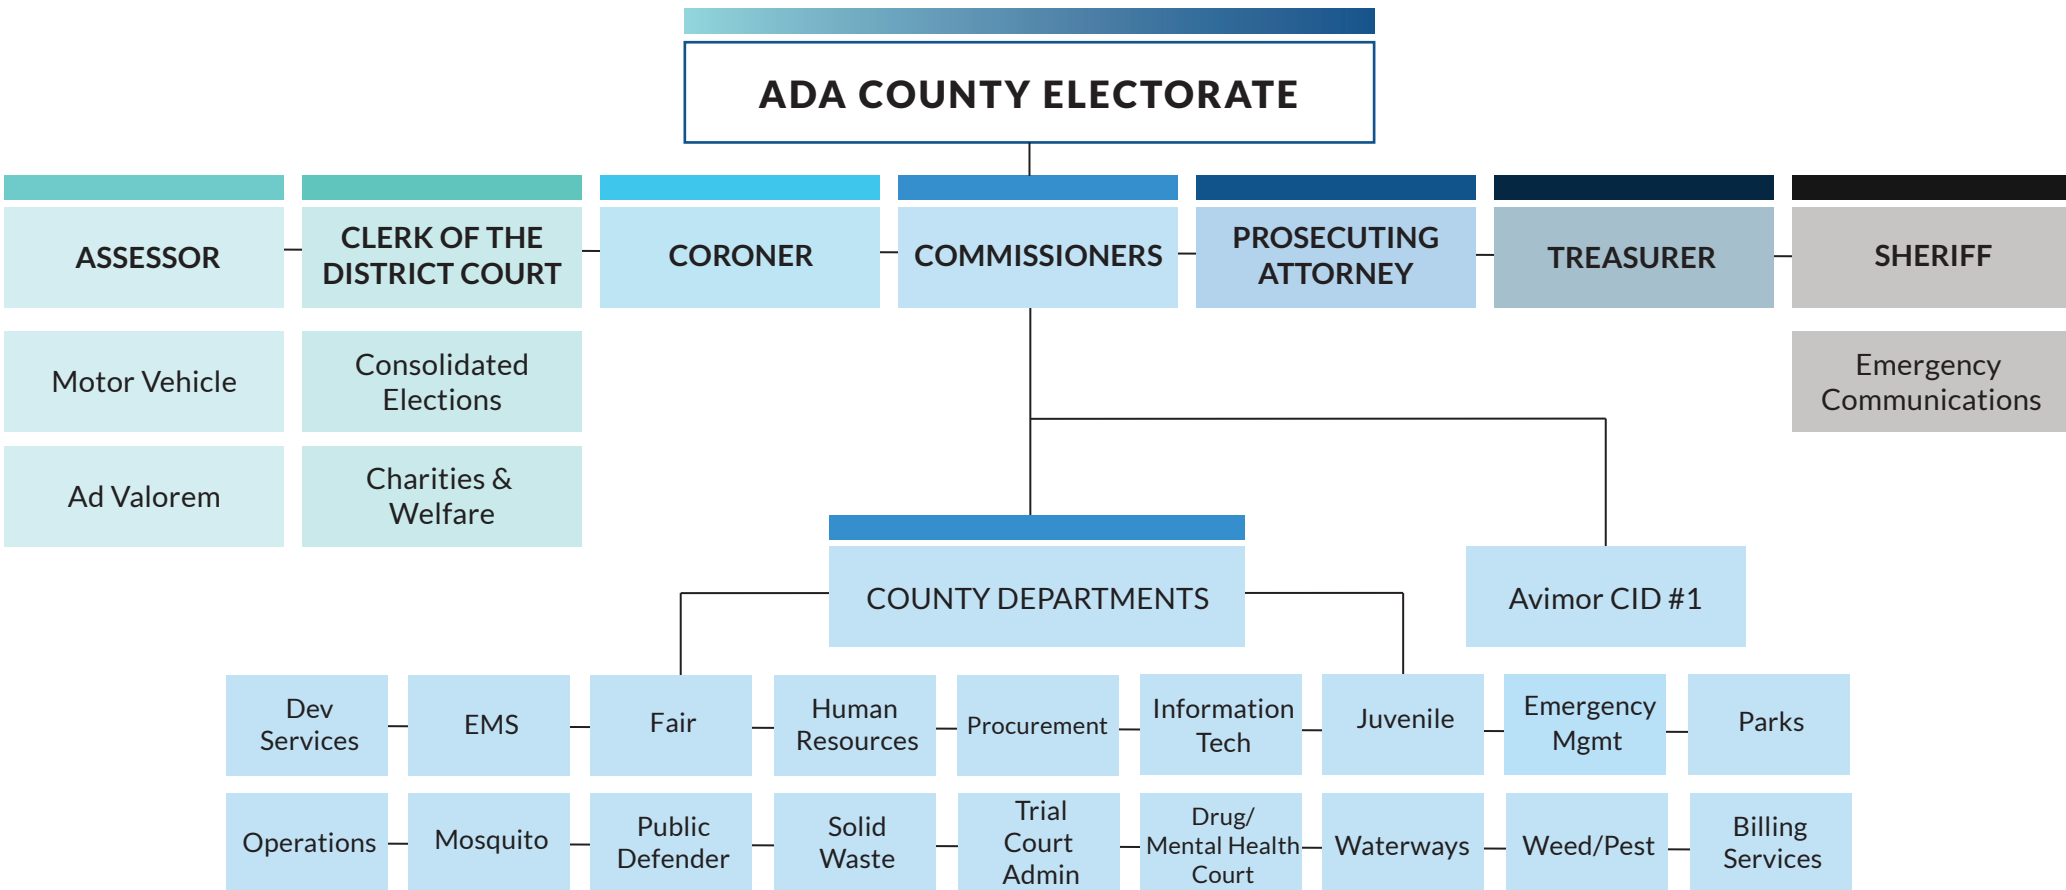 ADA COUNTY ELECTORATE
ASSESSOR
CLERK OF THE
DISTRICT COURT
CORONER
COMMISSIONERS
PROSECUTING
ATTORNEY
TREASURER
SHERIFF
Motor Vehicle
Consolidated
Elections
Emergency
Communications
Ad Valorem
Charities &
Welfare
COUNTY DEPARTMENTS
Avimor CID #1
Dev
Services
EMS
Fair
Human
Resources
Procurement
Information
Tech
Juvenile
Emergency
Mgmt
Parks
Operations
Mosquito
Public
Defender
Solid
Waste
Trial
Court
Admin
Drug/
Mental Health
Court
Waterways
Weed/Pest
Billing
Services